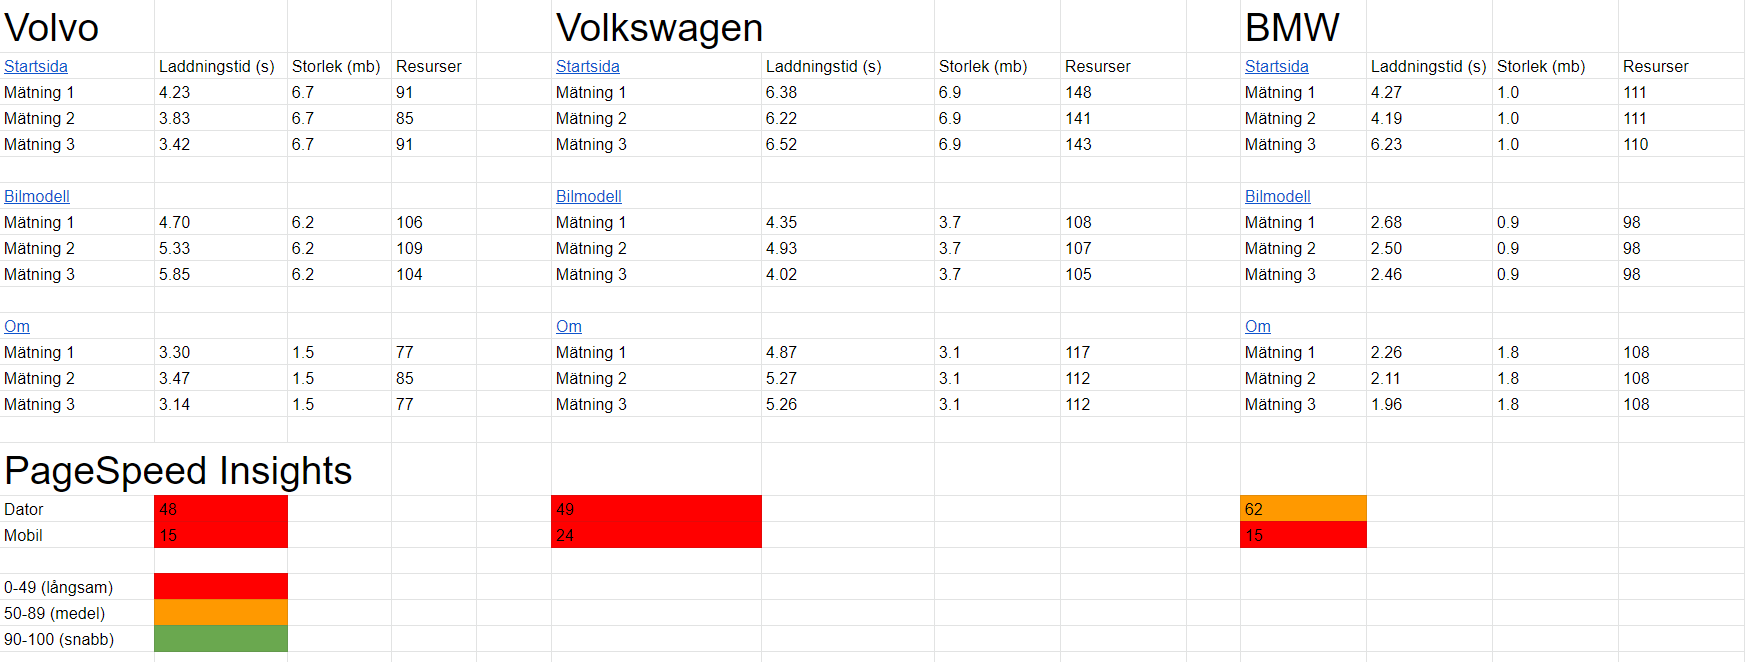 Volvo Volkswagen BMW
Startsida Laddningstid (s) Storlek (mb) Resurser Startsida Laddningstid (s) Storlek (mb) Resurser Startsida Laddningstid (s) Storlek (mb) Resurser
Mätning 1 4.23 6.7 91 Mätning 1 6.38 6.9 148 Mätning 1 4.27 1.0 111
Mätning 2 3.83 6.7 85 Mätning 2 6.22 6.9 141 Mätning 2 4.19 1.0 111
Mätning 3 3.42 6.7 91 Mätning 3 6.52 6.9 143 Mätning 3 6.23 1.0 110
Bilmodell Bilmodell Bilmodell
Mätning 1 4.70 6.2 106 Mätning 1 4.35 3.7 108 Mätning 1 2.68 0.9 98
Mätning 2 5.33 6.2 109 Mätning 2 4.93 3.7 107 Mätning 2 2.50 0.9 98
Mätning 3 5.85 6.2 104 Mätning 3 4.02 3.7 105 Mätning 3 2.46 0.9 98
Om Om Om
Mätning 1 3.30 1.5 77 Mätning 1 4.87 3.1 117 Mätning 1 2.26 1.8 108
Mätning 2 3.47 1.5 85 Mätning 2 5.27 3.1 112 Mätning 2 2.11 1.8 108
Mätning 3 3.14 1.5 77 Mätning 3 5.26 3.1 112 Mätning 3 1.96 1.8 108
PageSpeed Insights
Dator 48 49 62
Mobil 15 24 15
0-49 (långsam)
50-89 (medel)
90-100 (snabb)